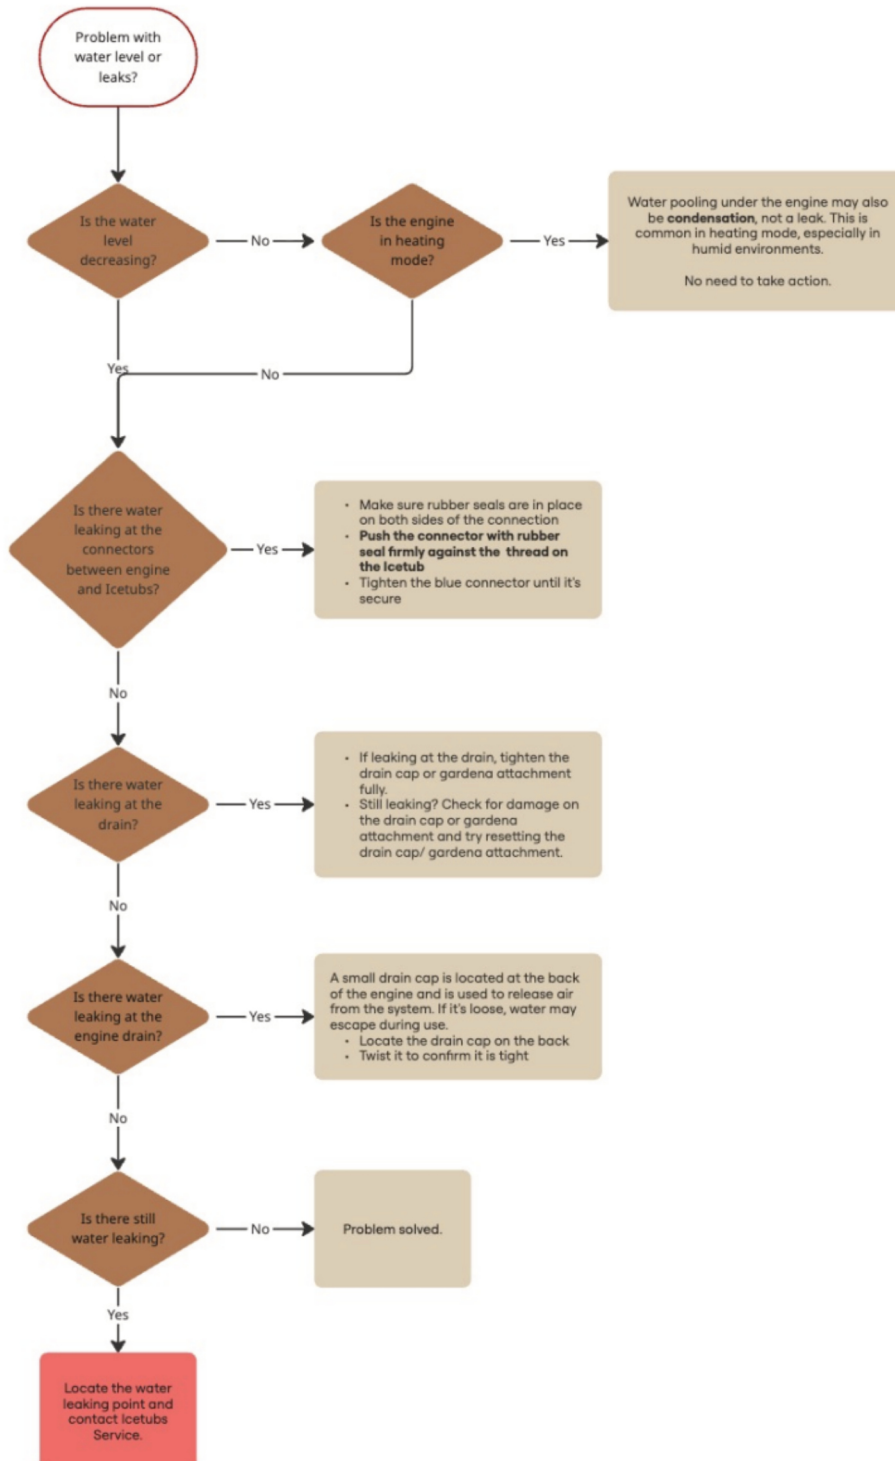 Problem with
water level or
leaks?
Is the water
level
decreasing?
No
Is the engine
in heating
mode?
Yes
Water pooling under the engine may also
be condensation, not a leak. This is
common in heating mode, especially in
humid environments.
No need to take action.
Yes
No
Is there water
leaking at the
connectors
between engine
and Icetubs?
Yes
• Make sure rubber seals are in place
on both sides of the connection
• Push the connector with rubber
seal firmly against the thread on
the Icetub
• Tighten the blue connector until it's
secure
No
Is there water
leaking at the
drain?
Yes
• If leaking at the drain, tighten the
drain cap or gardena attachment
fully.
• Still leaking? Check for damage on
the drain cap or gardena
attachment and try resetting the
drain cap/ gardena attachment.
No
Is there water
leaking at the
engine drain?
Yes
A small drain cap is located at the back
of the engine and is used to release air
from the system. If it's loose, water may
escape during use.
• Locate the drain cap on the back
• Twist it to confirm it is tight
No
Is there still
water leaking?
No
Problem solved.
Yes
Locate the water
leaking point and
contact Icetubs
Service.